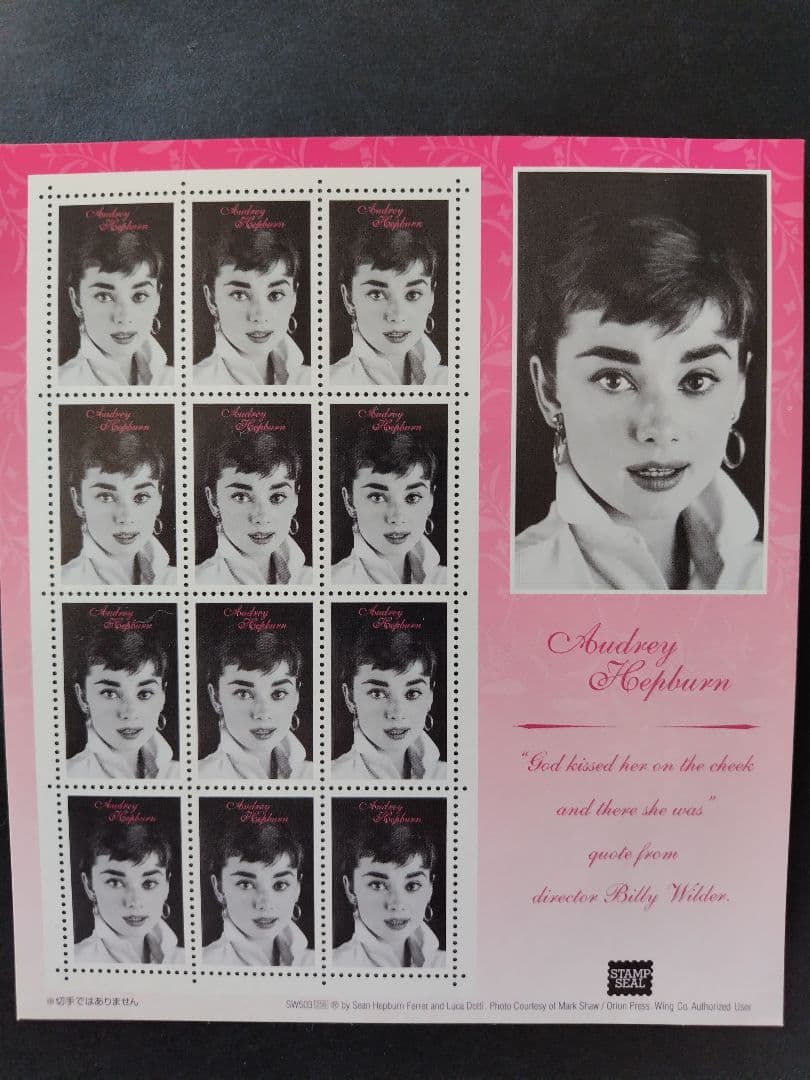 Audrey
Hepburn
Audrey
Hepburn
Audrey
Hepburn
Audrey
Hepburn
Audrey
Hepburn
Audrey
Hepburn
Audrey
Hepburn
Audrey
Hepburn
Audrey
Hepburn
Audrey
Hepburn
Audrey
Hepburn
Audrey
Hepburn
Audrey
Hepburn
"God kissed her on the cheek
and there she was"
quote from
director Billy Wilder.
STAMP
SEAL
※切手ではありません
SW503 ® by Sean Hepburn Ferrer and Luca Dotti. Photo Courtesy of Mark Shaw / Orion Press. Wing Co. Authorized User